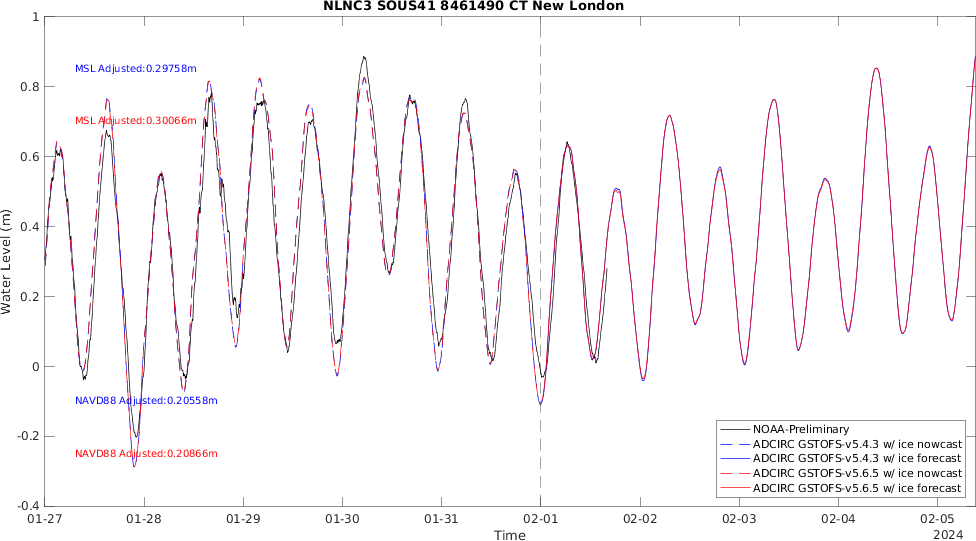 NLNC3 SOUS41 8461490 CT New London
1
0.8
0.6
0.4
0.2
0
-0.2
-0.4
Water Level (m)
MSL Adjusted:0.29758m
MSL Adjusted:0.30066m
NAVD88 Adjusted:0.20558m
NAVD88 Adjusted:0.20866m
NOAA-Preliminary
ADCIRC GSTOFS-v5.4.3 w/ ice nowcast
ADCIRC GSTOFS-v5.4.3 w/ ice forecast
ADCIRC GSTOFS-v5.6.5 w/ ice nowcast
ADCIRC GSTOFS-v5.6.5 w/ ice forecast
01-27 01-28 01-29 01-30 01-31 02-01 02-02 02-03 02-04 02-05
Time
2024